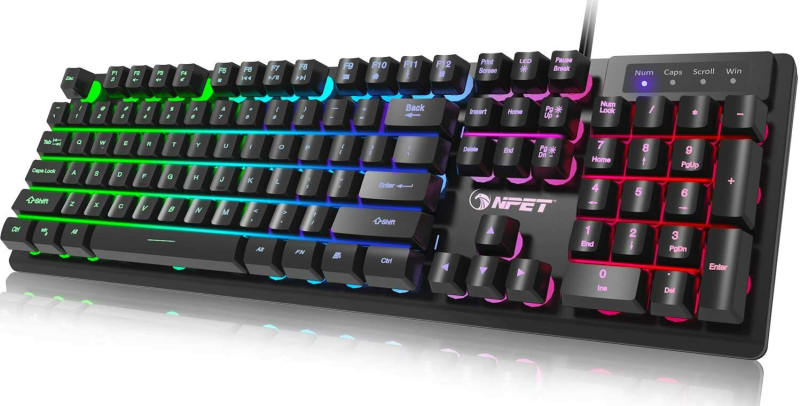 Esc F1 F2 F3 F4 F5 F6 F7 F8 F9 F10 F11 F12 Print Screen LED Pause Break
Num Caps Scroll Win
Back Insert Home Pg Up + Num Lock / * -
Tab Q W E R T Y U I O P Delete End Pg Dn - 7 Home 8 9 PgUp +
Caps Lock A S D F G H J K L Enter NPET 4 5 6
Shift Z X C V B N M Shift 1 End 2 3 PgDn Enter
Ctrl Alt Alt FN Ctrl 0 Ins . Del